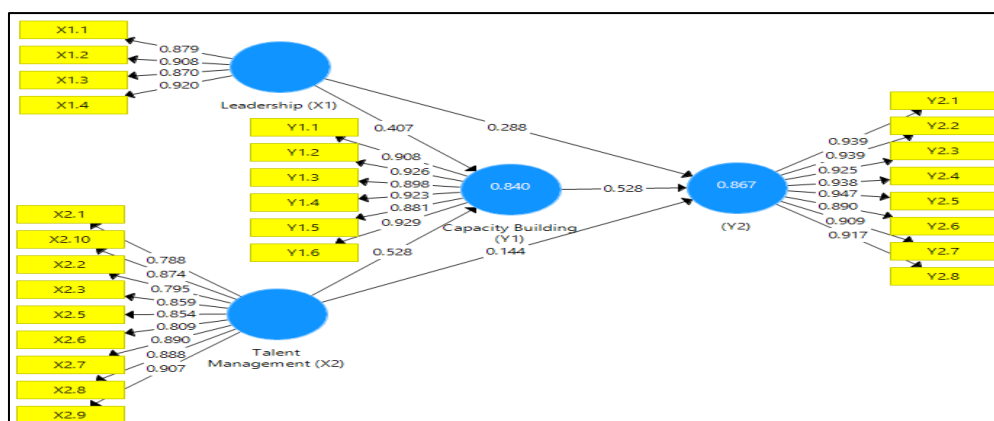 X1.1
X1.2
X1.3
X1.4
0.879
0.908
0.870
0.920
Leadership (X1)
0.407
0.288
Y1.1
Y1.2
Y1.3
Y1.4
Y1.5
Y1.6
0.908
0.926
0.898
0.923
0.881
0.929
0.840
Capacity Building
(Y1)
0.528
0.528
0.144
0.867
(Y2)
0.939
0.939
0.925
0.938
0.947
0.890
0.909
0.917
Y2.1
Y2.2
Y2.3
Y2.4
Y2.5
Y2.6
Y2.7
Y2.8
X2.1
X2.10
X2.2
X2.3
X2.5
X2.6
X2.7
X2.8
X2.9
0.788
0.874
0.795
0.859
0.854
0.809
0.890
0.888
0.907
Talent
Management (X2)